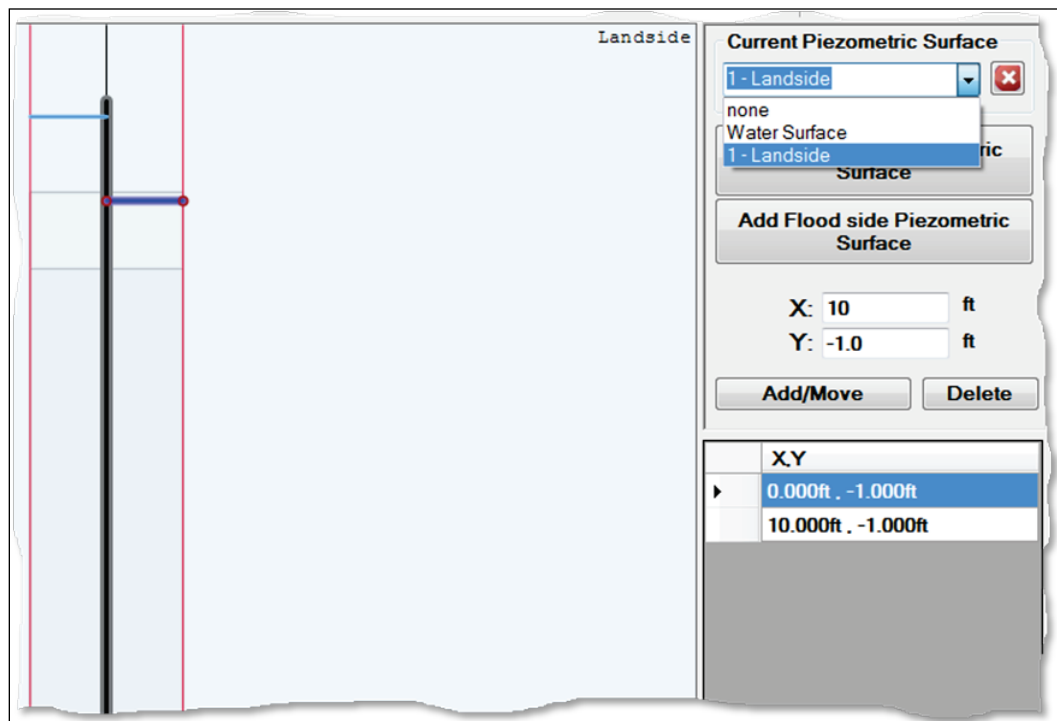 Landside
Current Piezometric Surface
1 - Landside
none
Water Surface
1 - Landside
ric
Surface
Add Flood side Piezometric
Surface
X: 10 ft
Y: -1.0 ft
Add/Move Delete
X,Y
0.000ft , -1.000ft
10.000ft , -1.000ft